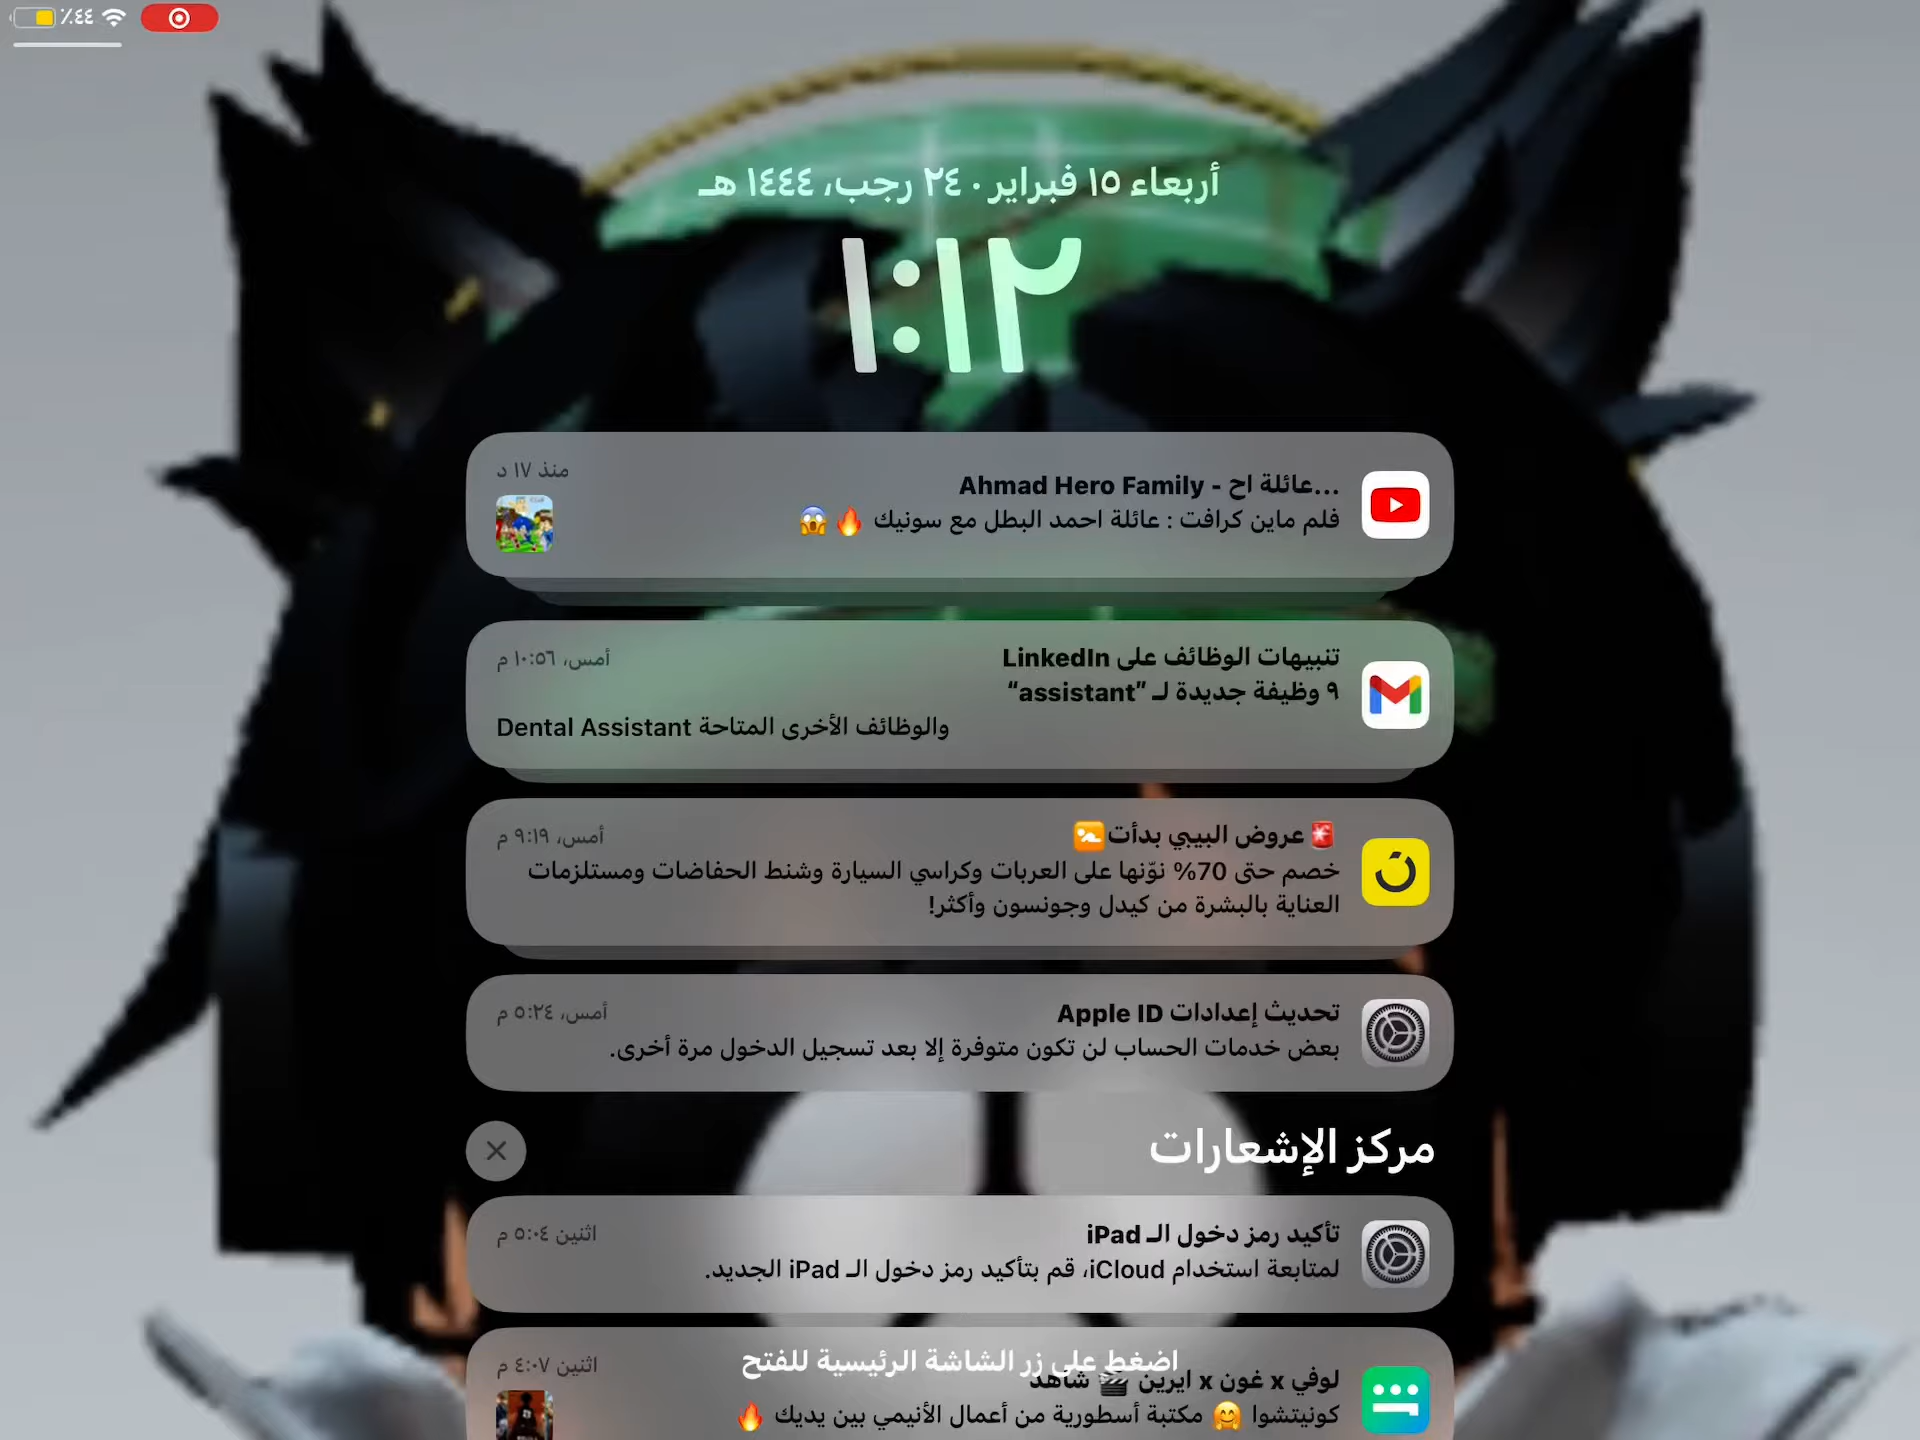 ٪٤٤
أربعاء ١٥ فبراير · ٢٤ رجب، ١٤٤٤ هـ
١:١٢
عائلة اح - Ahmad Hero Family...
منذ ١٧ د
فلم ماين كرافت : عائلة احمد البطل مع سونيك 🔥 😱
تنبيهات الوظائف على LinkedIn
أمس، ١٠:٥٦ م
٩ وظيفة جديدة لـ “assistant”
Dental Assistant والوظائف الأخرى المتاحة
🚨 عروض البيبي بدأت
أمس، ٩:١٩ م
خصم حتى 70% نوّنها على العربات وكراسي السيارة وشنط الحفاضات ومستلزمات
العناية بالبشرة من كيدل وجونسون وأكثر!
تحديث إعدادات Apple ID
أمس، ٥:٢٤ م
بعض خدمات الحساب لن تكون متوفرة إلا بعد تسجيل الدخول مرة أخرى.
مركز الإشعارات
تأكيد رمز دخول الـ iPad
اثنين ٥:٠٤ م
لمتابعة استخدام iCloud، قم بتأكيد رمز دخول الـ iPad الجديد.
اضغط على زر الشاشة الرئيسية للفتح
لوفي x غون x ايرين 🎬 شاهد
اثنين ٤:٠٧ م
كونيتشوا 🤗 مكتبة أسطورية من أعمال الأنيمي بين يديك 🔥